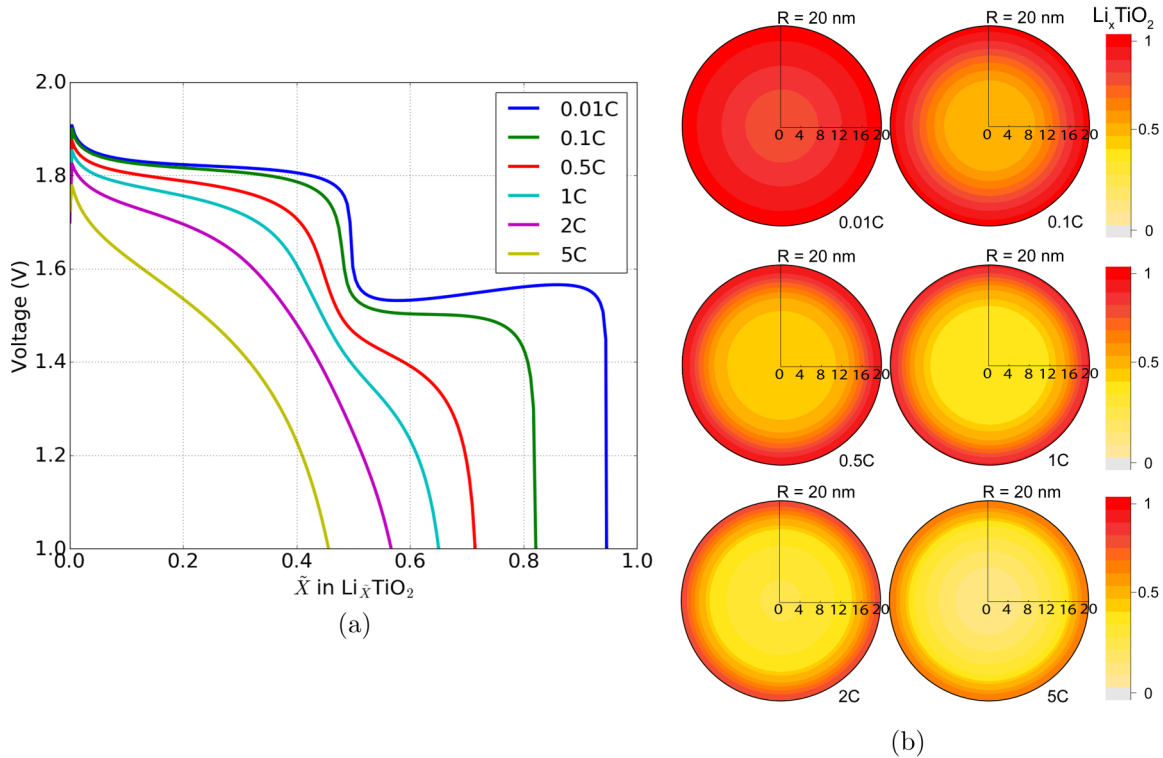 2.0
1.8
1.6
1.4
1.2
1.0
Voltage (V)
0.01C
0.1C
0.5C
1C
2C
5C
0.0 0.2 0.4 0.6 0.8 1.0
X̃ in Li_X̃TiO₂
(a)
LiₓTiO₂
R = 20 nm
0 4 8 12 16 20
0.01C
R = 20 nm
0 4 8 12 16 20
0.1C
1
0.5
0
R = 20 nm
0 4 8 12 16 20
0.5C
R = 20 nm
0 4 8 12 16 20
1C
1
0.5
0
R = 20 nm
0 4 8 12 16 20
2C
R = 20 nm
0 4 8 12 16 20
5C
1
0.5
0
(b)